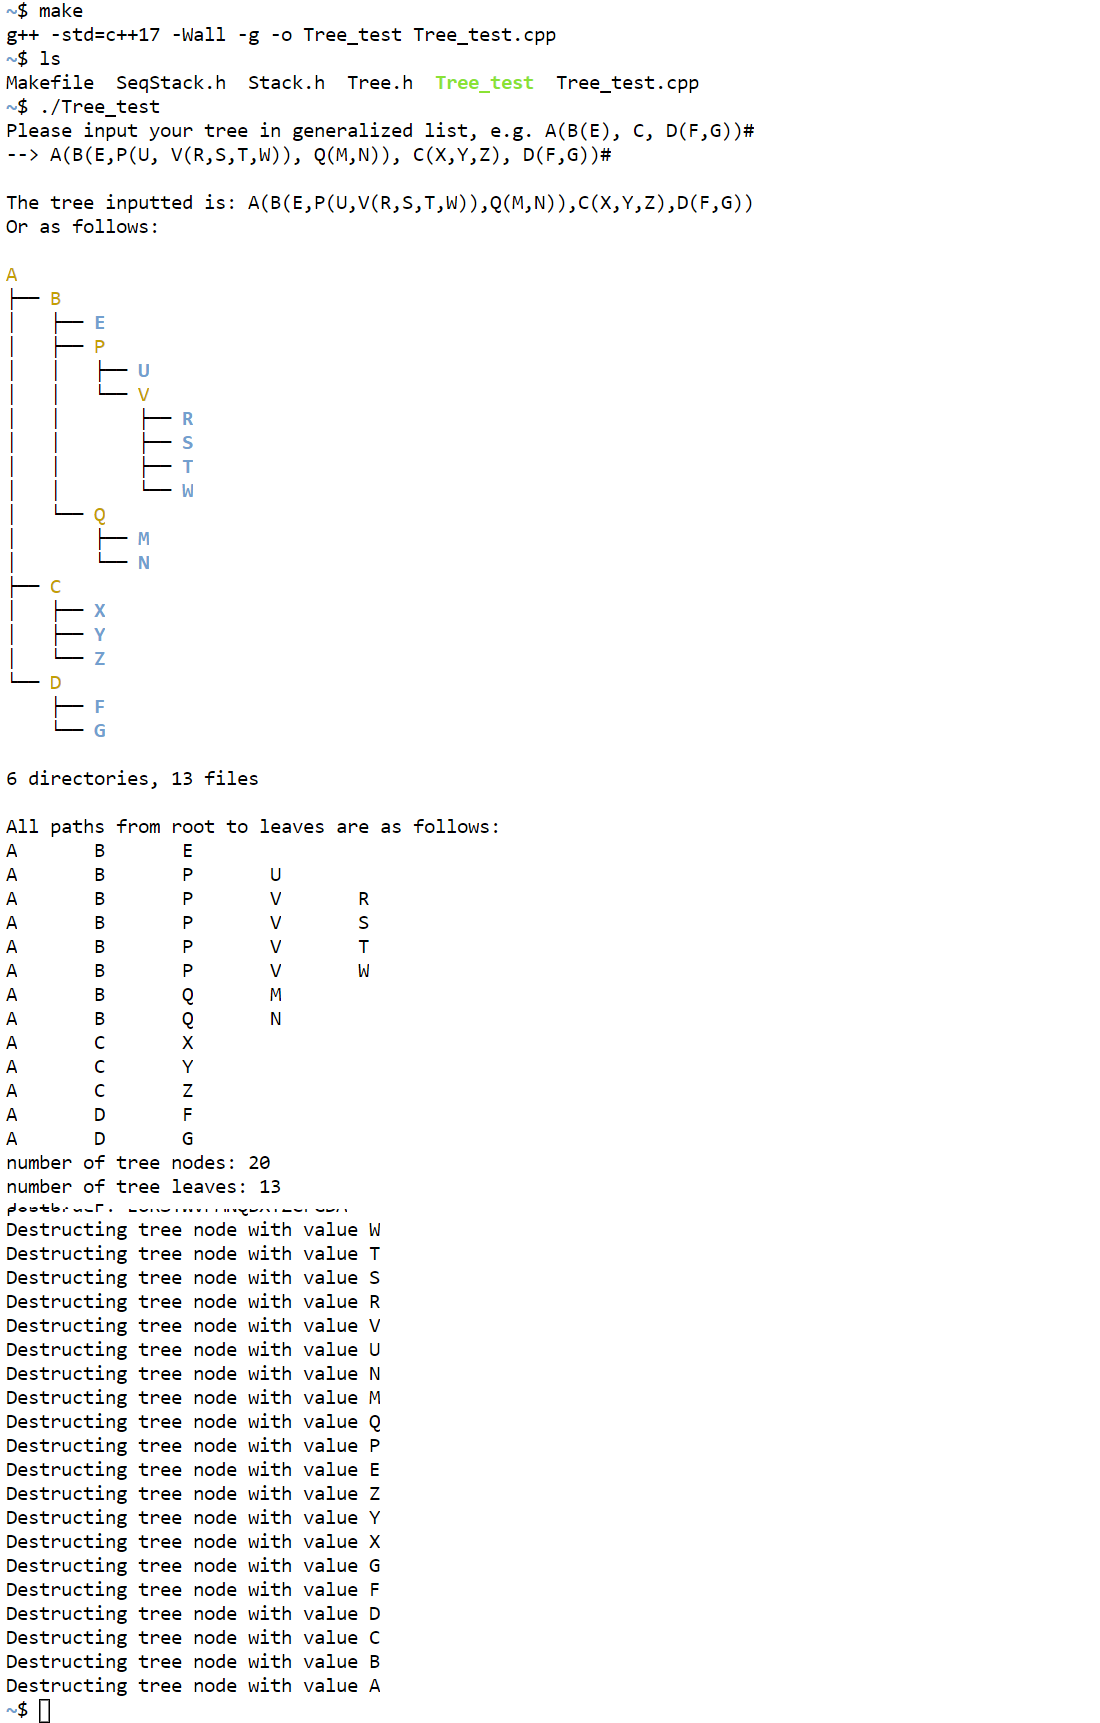 ~$ make
g++ -std=c++17 -Wall -g -o Tree_test Tree_test.cpp
~$ ls
Makefile  SeqStack.h  Stack.h  Tree.h  Tree_test  Tree_test.cpp
~$ ./Tree_test
Please input your tree in generalized list, e.g. A(B(E), C, D(F,G))#
--> A(B(E,P(U, V(R,S,T,W)), Q(M,N)), C(X,Y,Z), D(F,G))#

The tree inputted is: A(B(E,P(U,V(R,S,T,W)),Q(M,N)),C(X,Y,Z),D(F,G))
Or as follows:

A
├── B
│   ├── E
│   ├── P
│   │   ├── U
│   │   └── V
│   │       ├── R
│   │       ├── S
│   │       ├── T
│   │       └── W
│   └── Q
│       ├── M
│       └── N
├── C
│   ├── X
│   ├── Y
│   └── Z
└── D
    ├── F
    └── G

6 directories, 13 files

All paths from root to leaves are as follows:
A       B       E
A       B       P       U
A       B       P       V       R
A       B       P       V       S
A       B       P       V       T
A       B       P       V       W
A       B       Q       M
A       B       Q       N
A       C       X
A       C       Y
A       C       Z
A       D       F
A       D       G
number of tree nodes: 20
number of tree leaves: 13
Destructing tree node with value W
Destructing tree node with value T
Destructing tree node with value S
Destructing tree node with value R
Destructing tree node with value V
Destructing tree node with value U
Destructing tree node with value N
Destructing tree node with value M
Destructing tree node with value Q
Destructing tree node with value P
Destructing tree node with value E
Destructing tree node with value Z
Destructing tree node with value Y
Destructing tree node with value X
Destructing tree node with value G
Destructing tree node with value F
Destructing tree node with value D
Destructing tree node with value C
Destructing tree node with value B
Destructing tree node with value A
~$